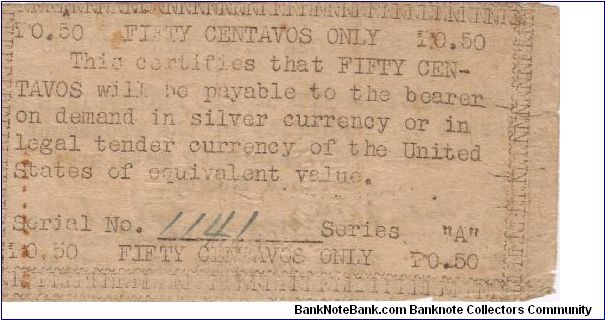 P0.50 FIFTY CENTAVOS ONLY P0.50
This certifies that FIFTY CEN-
TAVOS will be payable to the bearer
on demand in silver currency or in
legal tender currency of the United
States of equivalent value.
Serial No. 1141 Series "A"
P0.50 FIFTY CENTAVOS ONLY P0.50
BankNoteBank.com Banknote Collectors Community